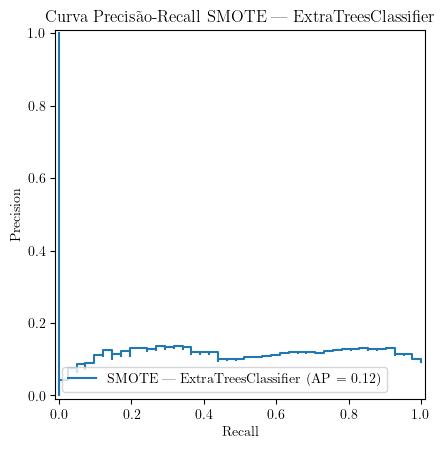 Curva Precisão-Recall SMOTE — ExtraTreesClassifier
1.0
0.8
0.6
0.4
0.2
0.0
Precision
SMOTE — ExtraTreesClassifier (AP = 0.12)
0.0 0.2 0.4 0.6 0.8 1.0
Recall